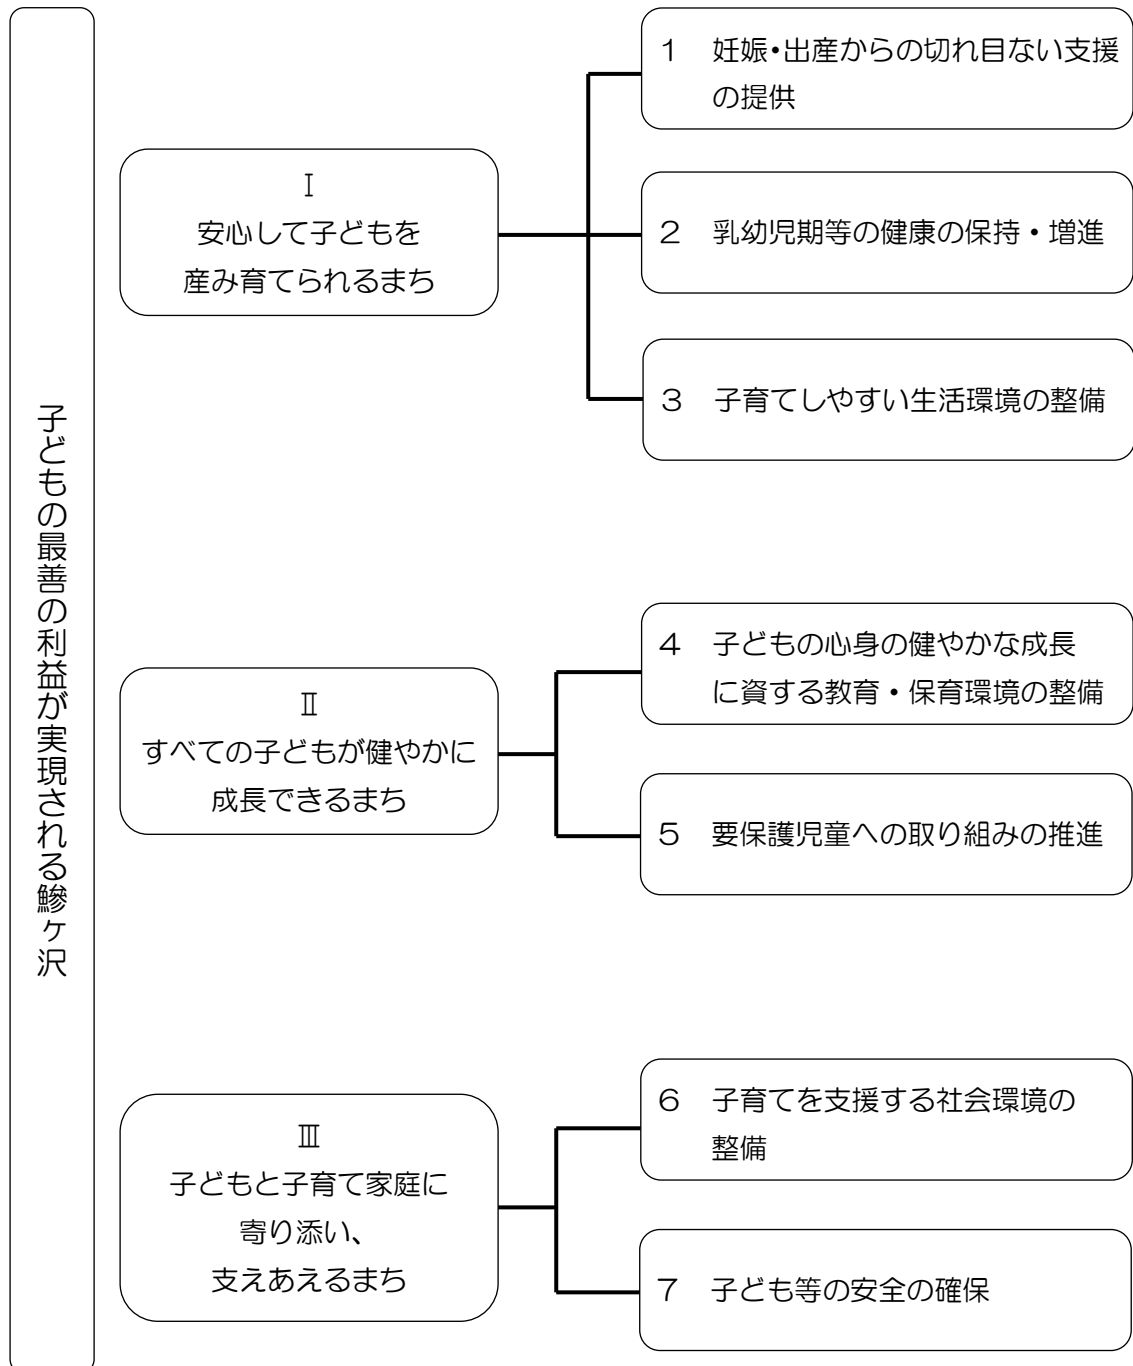 子どもの最善の利益が実現される鰺ヶ沢
Ⅰ
安心して子どもを
産み育てられるまち
1 妊娠・出産からの切れ目ない支援
の提供
2 乳幼児期等の健康の保持・増進
3 子育てしやすい生活環境の整備
Ⅱ
すべての子どもが健やかに
成長できるまち
4 子どもの心身の健やかな成長
に資する教育・保育環境の整備
5 要保護児童への取り組みの推進
Ⅲ
子どもと子育て家庭に
寄り添い、
支えあえるまち
6 子育てを支援する社会環境の
整備
7 子ども等の安全の確保